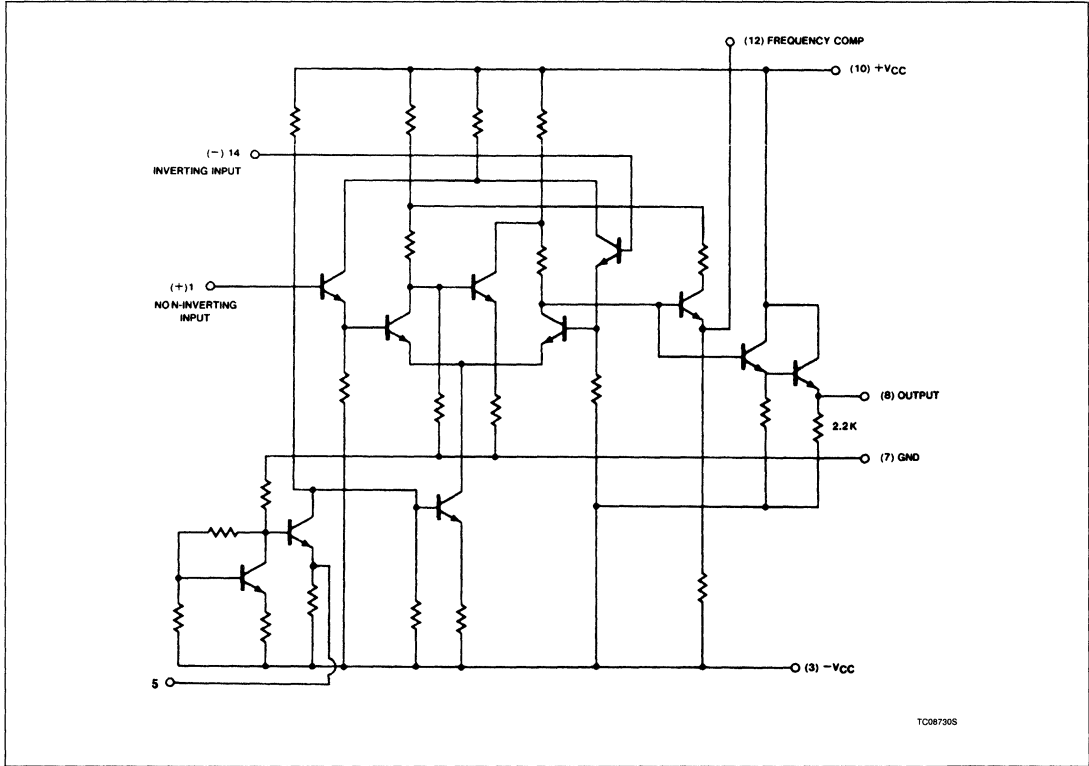 (12) FREQUENCY COMP
(10) +VCC
(−) 14
INVERTING INPUT
(+)1
NON-INVERTING
INPUT
(8) OUTPUT
2.2K
(7) GND
(3) −VCC
5
TC08730S